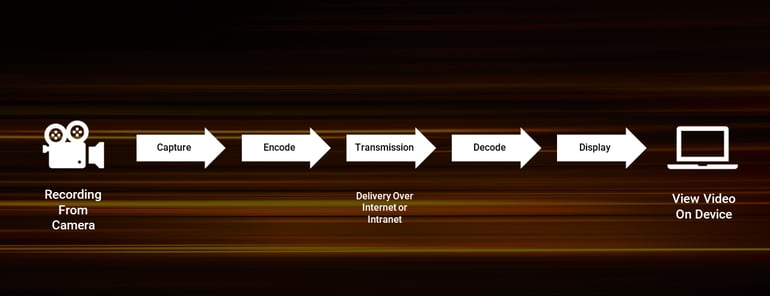 Capture
Encode
Transmission
Decode
Display
Recording
From
Camera
Delivery Over
Internet or
Intranet
View Video
On Device